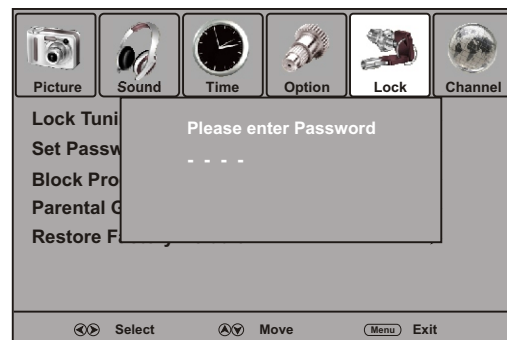 Picture Sound Time Option Lock Channel
Lock Tuni
Please enter Password
Set Passw
- - - -
Block Pro
Parental G
Restore F
Select Move Menu Exit